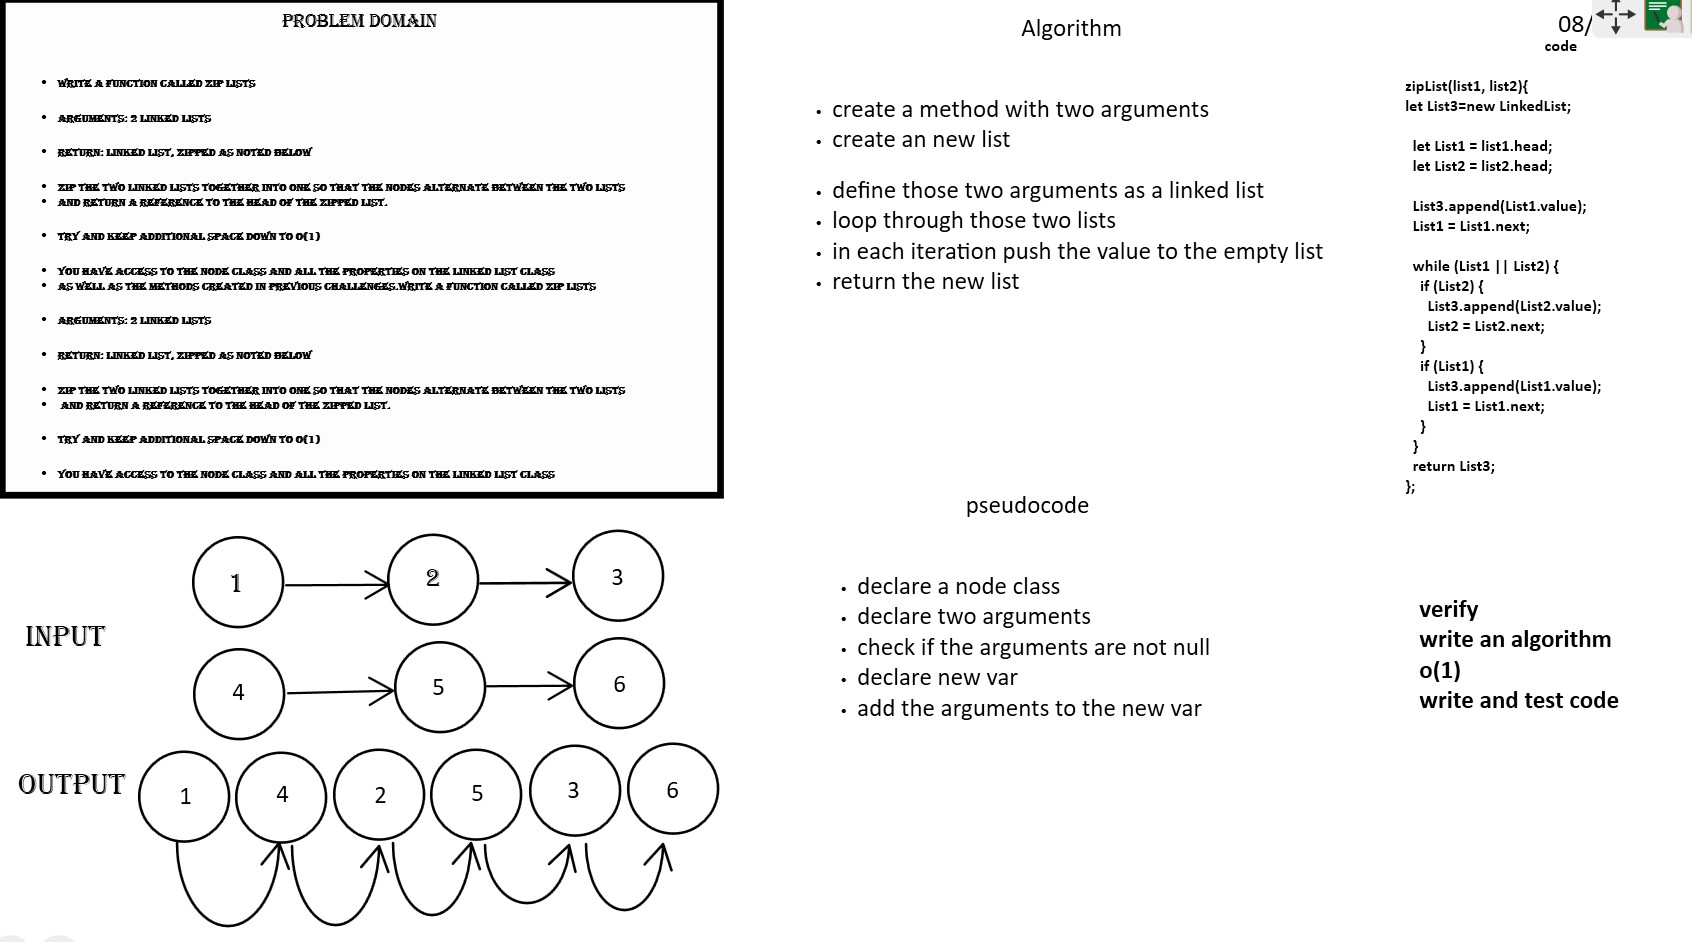 PROBLEM DOMAIN
• WRITE A FUNCTION CALLED ZIP LISTS
• ARGUMENTS: 2 LINKED LISTS
• RETURN: LINKED LIST, ZIPPED AS NOTED BELOW
• ZIP THE TWO LINKED LISTS TOGETHER INTO ONE SO THAT THE NODES ALTERNATE BETWEEN THE TWO LISTS
• AND RETURN A REFERENCE TO THE HEAD OF THE ZIPPED LIST.
• TRY AND KEEP ADDITIONAL SPACE DOWN TO O(1)
• YOU HAVE ACCESS TO THE NODE CLASS AND ALL THE PROPERTIES ON THE LINKED LIST CLASS
• AS WELL AS THE METHODS CREATED IN PREVIOUS CHALLENGES.WRITE A FUNCTION CALLED ZIP LISTS
• ARGUMENTS: 2 LINKED LISTS
• RETURN: LINKED LIST, ZIPPED AS NOTED BELOW
• ZIP THE TWO LINKED LISTS TOGETHER INTO ONE SO THAT THE NODES ALTERNATE BETWEEN THE TWO LISTS
• AND RETURN A REFERENCE TO THE HEAD OF THE ZIPPED LIST.
• TRY AND KEEP ADDITIONAL SPACE DOWN TO O(1)
• YOU HAVE ACCESS TO THE NODE CLASS AND ALL THE PROPERTIES ON THE LINKED LIST CLASS
INPUT
1 2 3
4 5 6
OUTPUT
1 4 2 5 3 6
Algorithm
• create a method with two arguments
• create an new list
• define those two arguments as a linked list
• loop through those two lists
• in each iteration push the value to the empty list
• return the new list
pseudocode
• declare a node class
• declare two arguments
• check if the arguments are not null
• declare new var
• add the arguments to the new var
08/
code
zipList(list1, list2){
let List3=new LinkedList;
let List1 = list1.head;
let List2 = list2.head;
List3.append(List1.value);
List1 = List1.next;
while (List1 || List2) {
if (List2) {
List3.append(List2.value);
List2 = List2.next;
}
if (List1) {
List3.append(List1.value);
List1 = List1.next;
}
}
return List3;
};
verify
write an algorithm
o(1)
write and test code